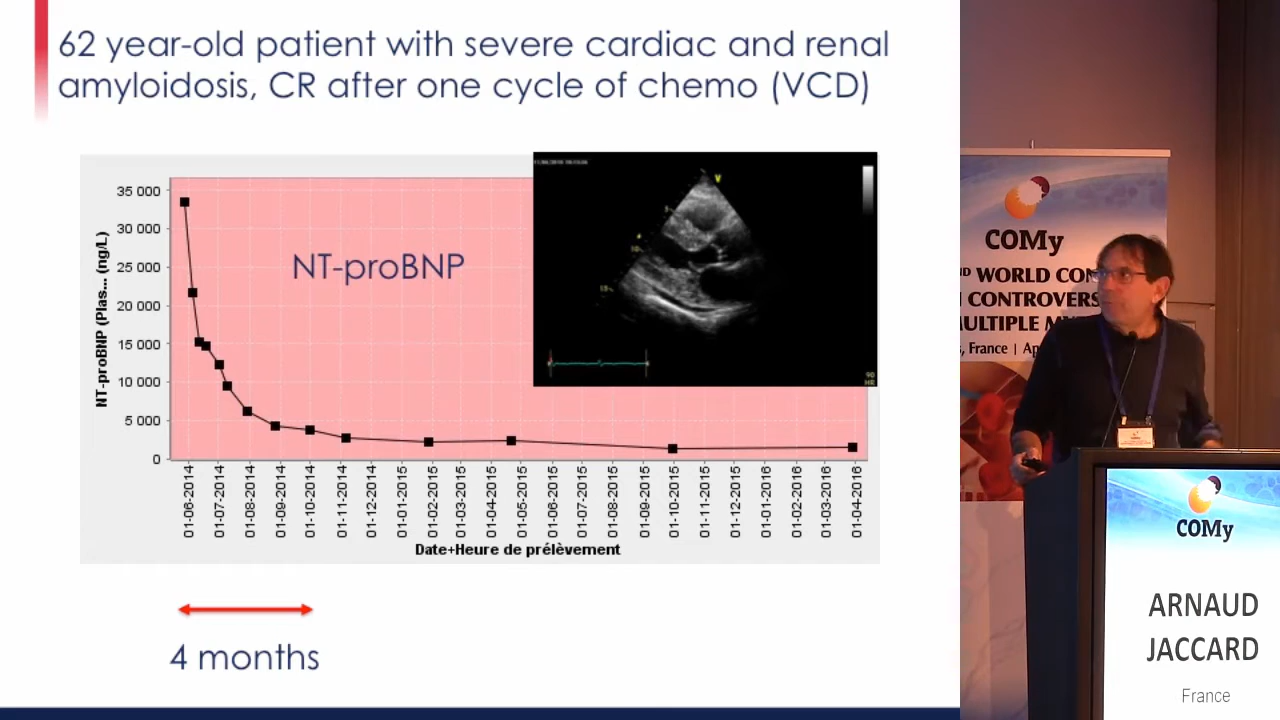 62 year-old patient with severe cardiac and renal
amyloidosis, CR after one cycle of chemo (VCD)
NT-proBNP
NT-proBNP (Plas... (ng/L)
35 000
30 000
25 000
20 000
15 000
10 000
5 000
0
01-06-2014
01-07-2014
01-08-2014
01-09-2014
01-10-2014
01-11-2014
01-12-2014
01-01-2015
01-02-2015
01-03-2015
01-04-2015
01-05-2015
01-06-2015
01-07-2015
01-08-2015
01-09-2015
01-10-2015
01-11-2015
01-12-2015
01-01-2016
01-02-2016
01-03-2016
01-04-2016
Date+Heure de prélèvement
4 months
V
5
10
15
90
HR
COMy
ND WORLD CON
CONTROVERS
ULTIPLE M
, France | Ap
COMy
ARNAUD
JACCARD
France